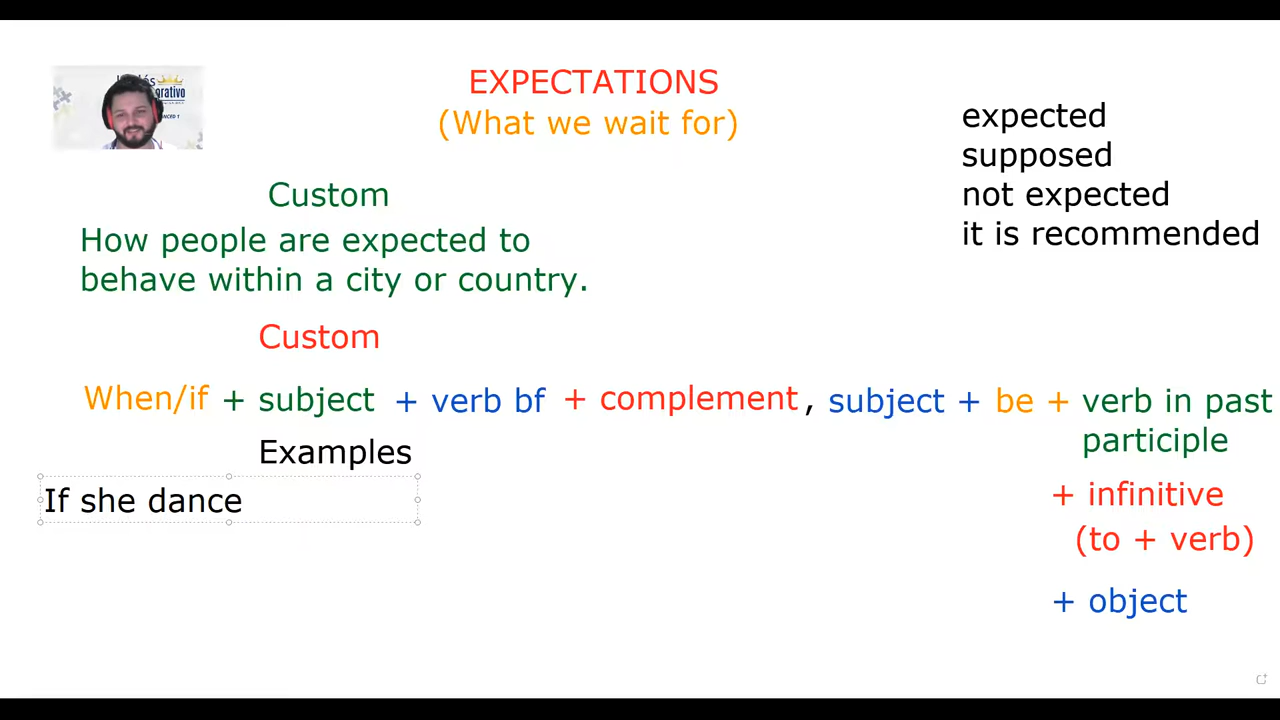 EXPECTATIONS
(What we wait for)
expected
supposed
not expected
it is recommended
Custom
How people are expected to
behave within a city or country.
Custom
When/if + subject + verb bf + complement, subject + be + verb in past
participle
Examples
If she dance
+ infinitive
(to + verb)
+ object